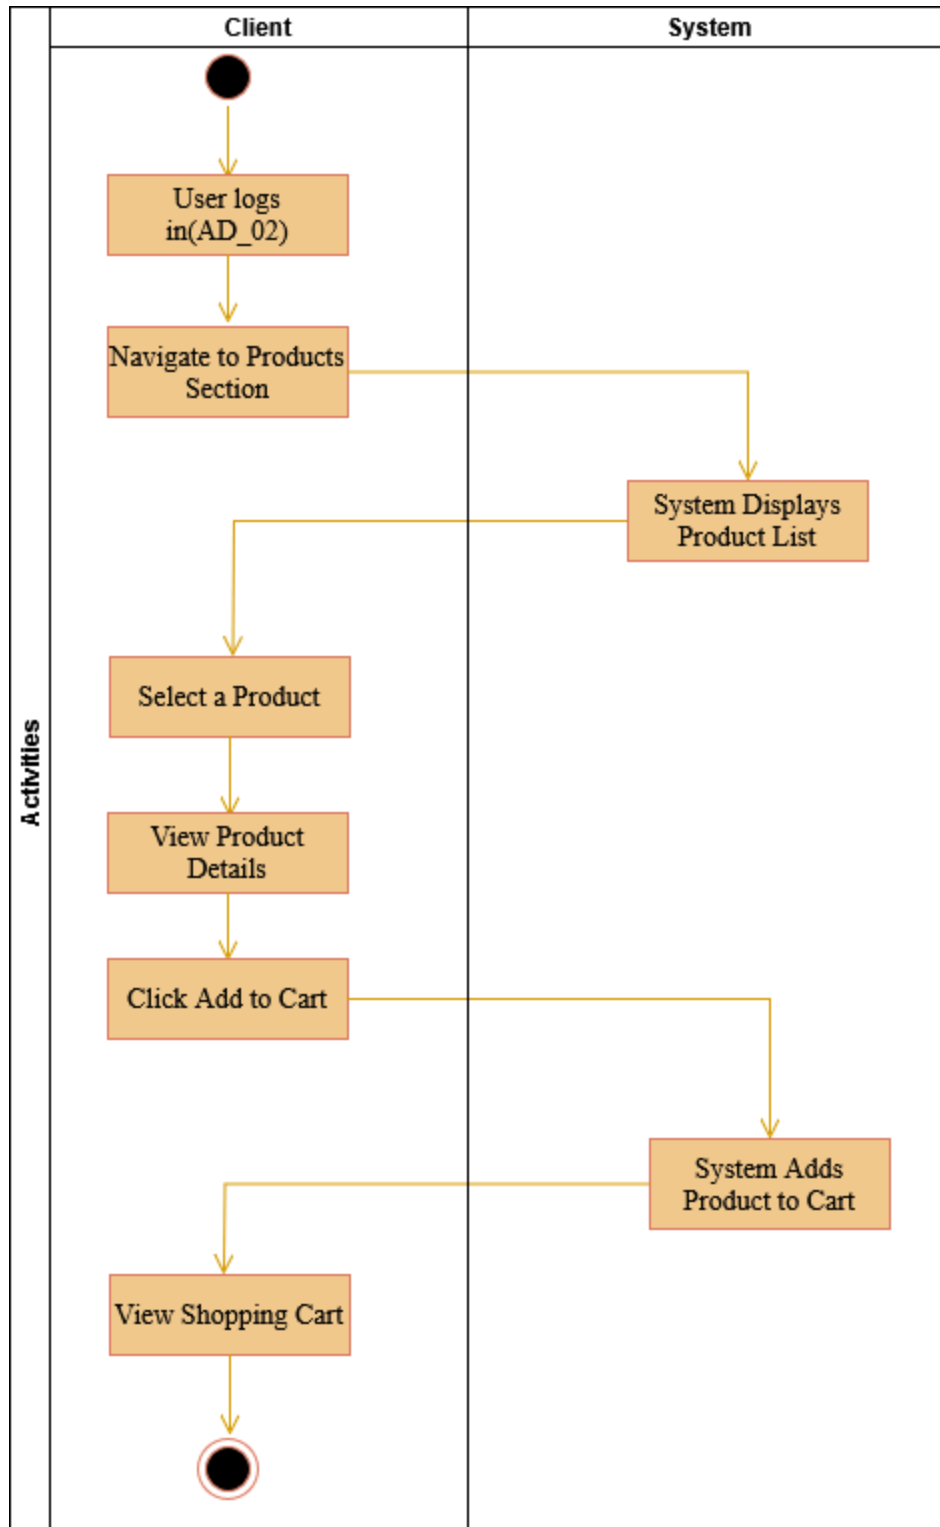 Client
System
Activities
User logs
in(AD_02)
Navigate to Products
Section
System Displays
Product List
Select a Product
View Product
Details
Click Add to Cart
System Adds
Product to Cart
View Shopping Cart